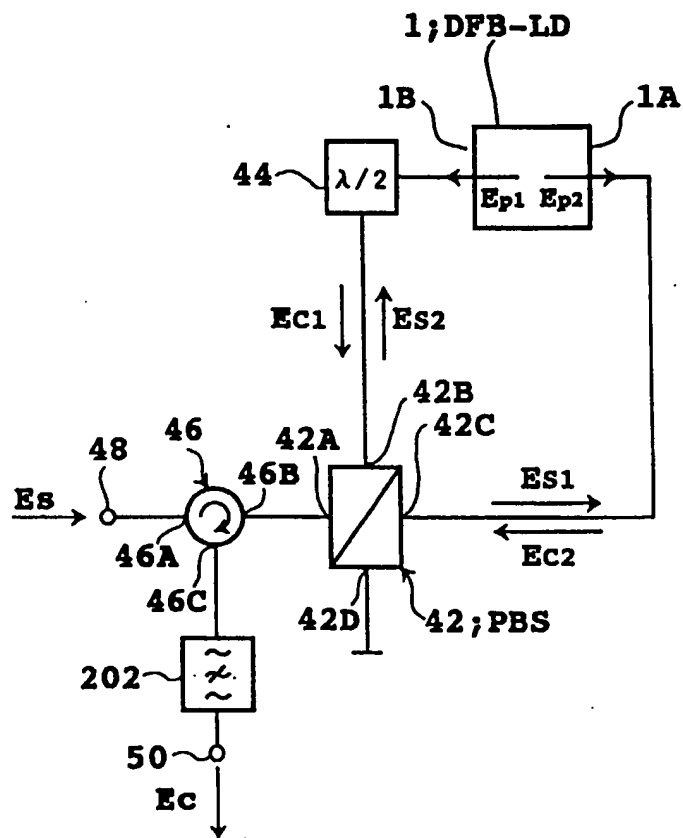 1;DFB-LD
1B
1A
44
λ/2
Ep1
Ep2
EC1
ES2
42B
46
42A
42C
48
46B
ES1
Es
46A
EC2
46C
42D
42;PBS
202
50
Ec